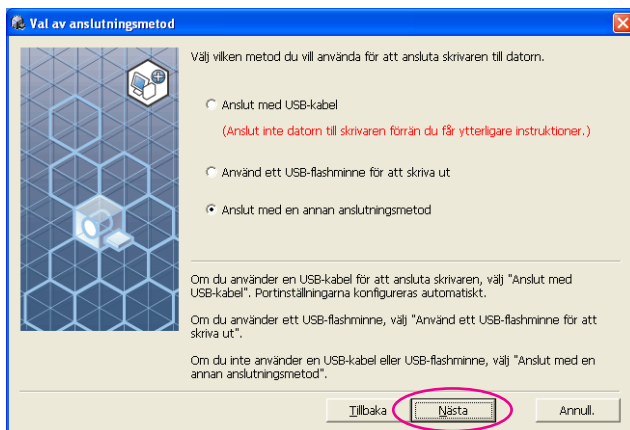 Val av anslutningsmetod
Välj vilken metod du vill använda för att ansluta skrivaren till datorn.
Anslut med USB-kabel
(Anslut inte datorn till skrivaren förrän du får ytterligare instruktioner.)
Använd ett USB-flashminne för att skriva ut
Anslut med en annan anslutningsmetod
Om du använder en USB-kabel för att ansluta skrivaren, välj "Anslut med
USB-kabel". Portinställningarna konfigureras automatiskt.
Om du använder ett USB-flashminne, välj "Använd ett USB-flashminne för att
skriva ut".
Om du inte använder en USB-kabel eller USB-flashminne, välj "Anslut med en
annan anslutningsmetod".
Tillbaka
Nästa
Annull.